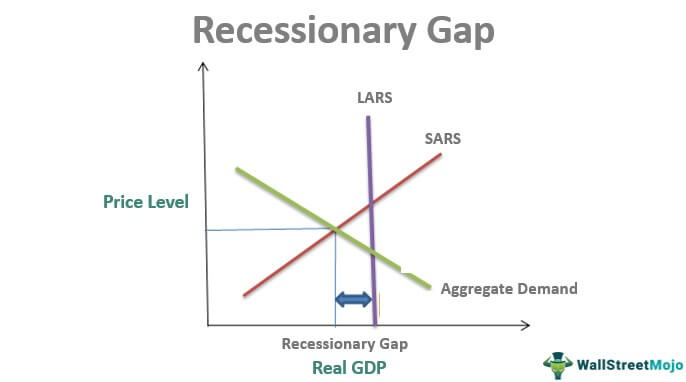 Recessionary Gap
LARS
SARS
Price Level
Aggregate Demand
Recessionary Gap
Real GDP
WallStreetMojo